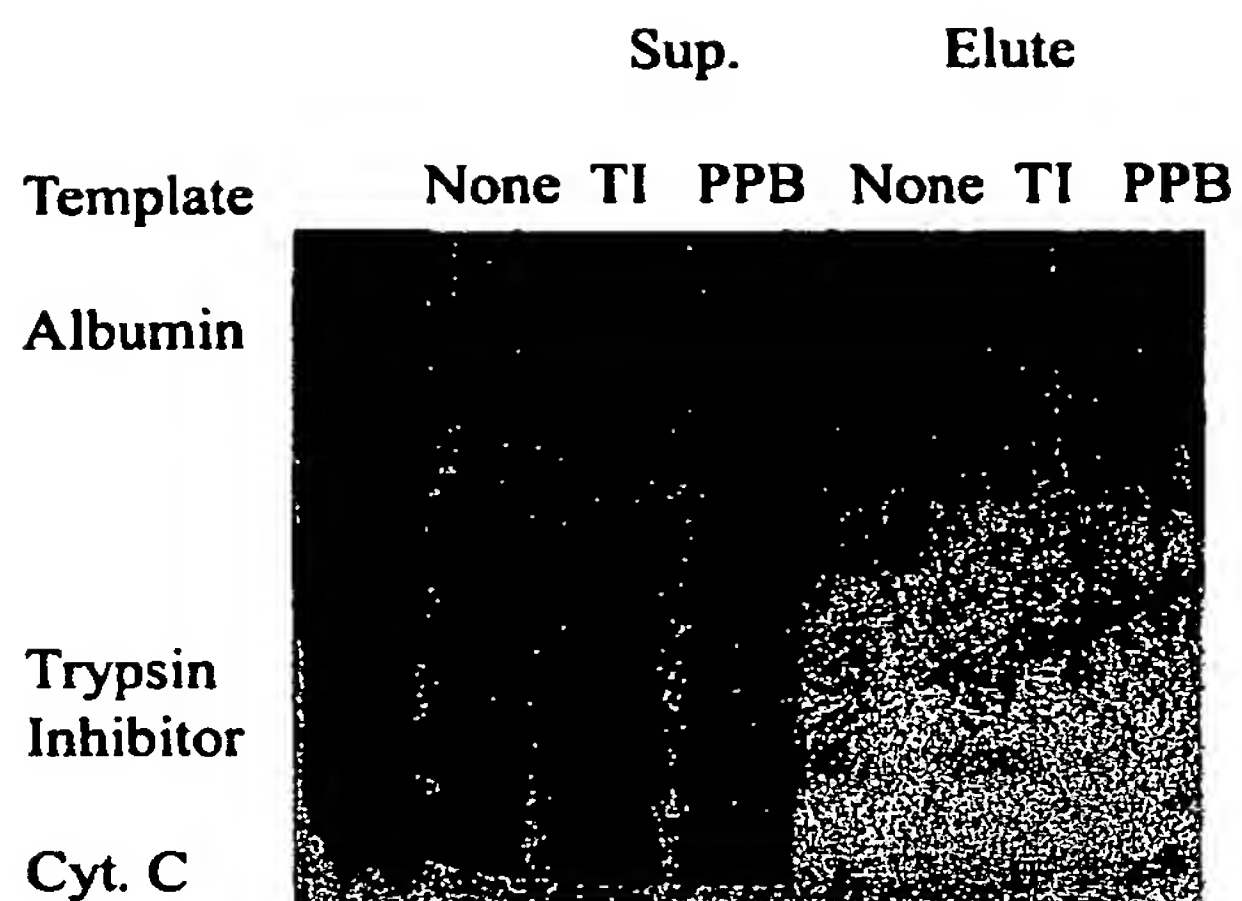 Sup. Elute
Template None TI PPB None TI PPB
Albumin
Trypsin
Inhibitor
Cyt. C